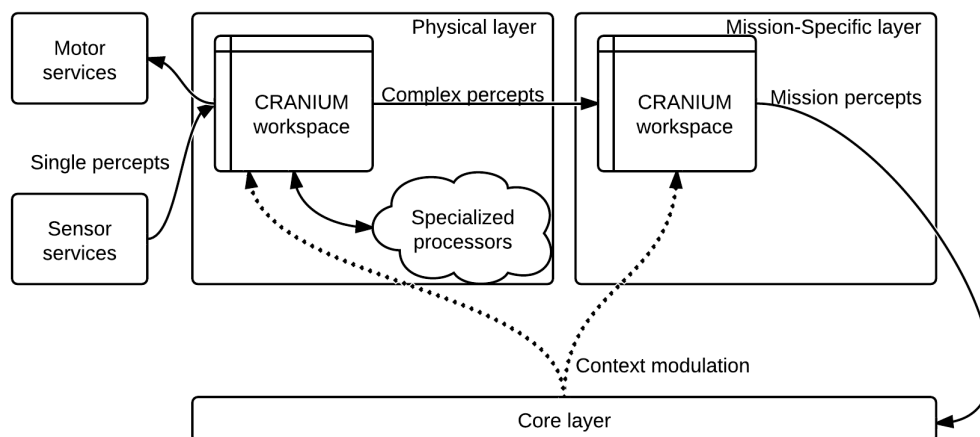 Physical layer
Mission-Specific layer
Motor
services
CRANIUM
workspace
Complex percepts
CRANIUM
workspace
Mission percepts
Single percepts
Sensor
services
Specialized
processors
Context modulation
Core layer